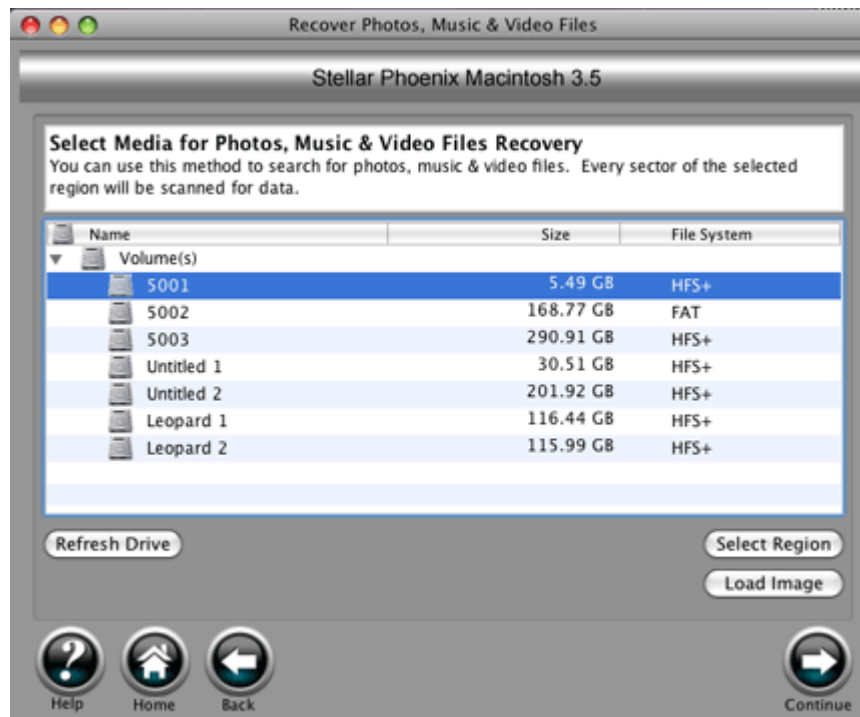 Recover Photos, Music & Video Files
Stellar Phoenix Macintosh 3.5
Select Media for Photos, Music & Video Files Recovery
You can use this method to search for photos, music & video files. Every sector of the selected
region will be scanned for data.
Name Size File System
Volume(s)
5001 5.49 GB HFS+
5002 168.77 GB FAT
5003 290.91 GB HFS+
Untitled 1 30.51 GB HFS+
Untitled 2 201.92 GB HFS+
Leopard 1 116.44 GB HFS+
Leopard 2 115.99 GB HFS+
Refresh Drive Select Region
Load Image
Help Home Back Continue